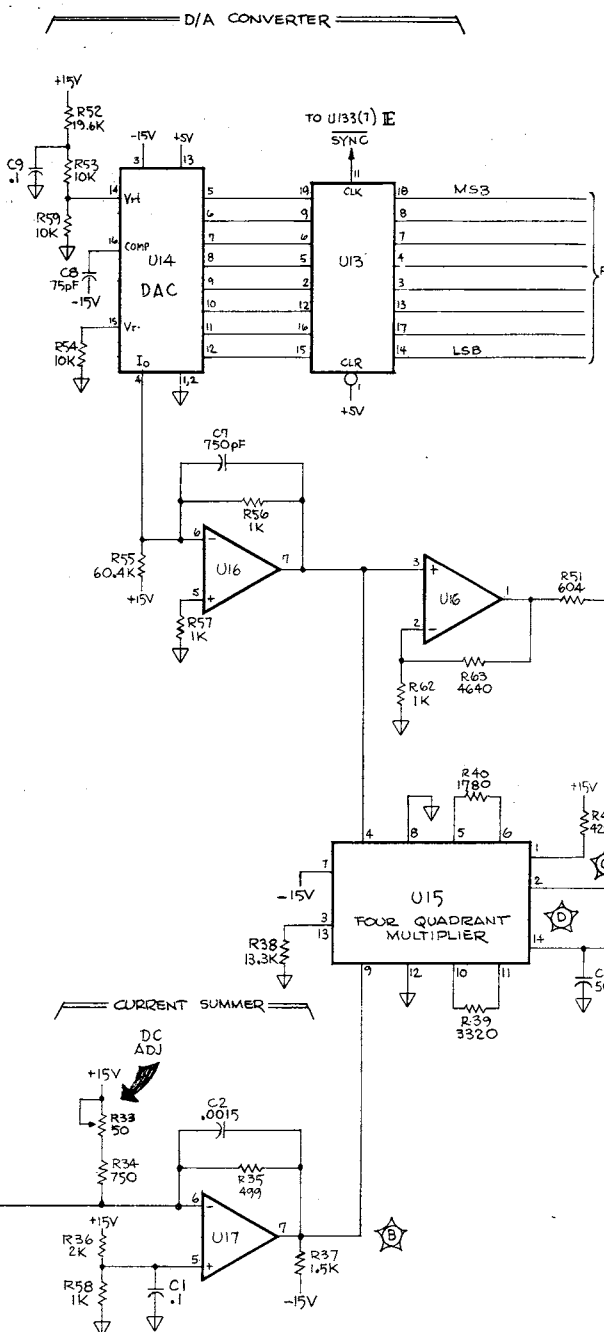 D/A CONVERTER
+15V
R52
19.6K
C9
.1
R53
10K
R59
10K
C8
75pF
-15V
R54
10K
-15V
+5V
3
13
14
Vri
16
COMP
15
Vr-
U14
DAC
Io
4
1,2
5
6
7
8
9
10
11
12
TO U133(7) IE
SYNC
11
CLK
19
9
6
5
2
12
16
15
U13
CLR
1
+5V
18
MSB
8
7
4
3
13
17
14
LSB
C7
750pF
R56
1K
R55
60.4K
+15V
6
-
U16
7
5
+
R57
1K
3
+
U16
1
2
-
R51
604
R63
4640
R62
1K
R40
1780
+15V
4
8
5
6
7
-15V
3
13
R38
13.3K
U15
FOUR QUADRANT
MULTIPLIER
1
2
14
D
9
12
10
11
R39
3320
CURRENT SUMMER
DC
ADJ
+15V
R33
50
R34
750
C2
.0015
R35
499
+15V
R36
2K
6
-
U17
7
5
+
R58
1K
C1
.1
R37
1.5K
-15V
B